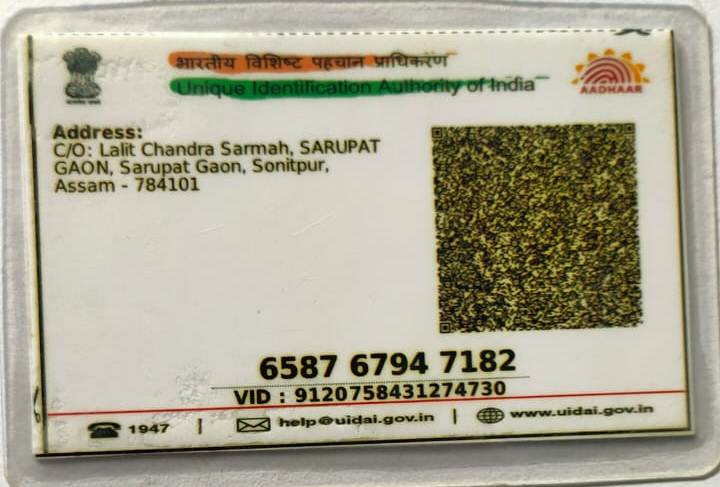 भारतीय विशिष्ट पहचान प्राधिकरण
Unique Identification Authority of India
AADHAAR
Address:
C/O: Lalit Chandra Sarmah, SARUPAT
GAON, Sarupat Gaon, Sonitpur,
Assam - 784101
6587 6794 7182
VID : 9120758431274730
1947 | help@uidai.gov.in | www.uidai.gov.in